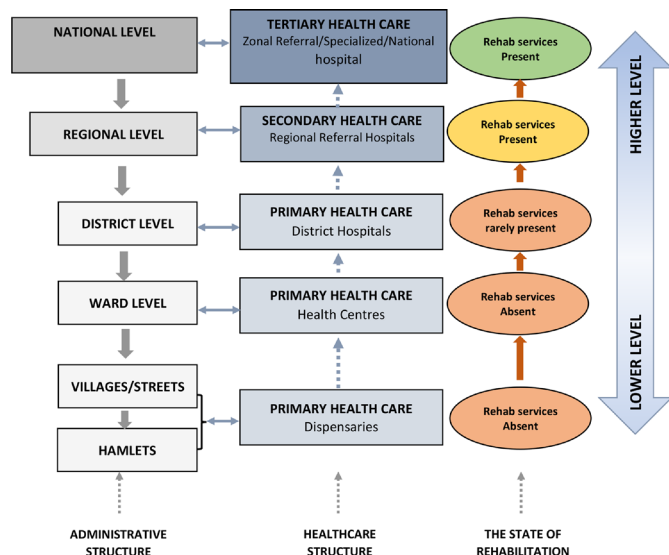 NATIONAL LEVEL
TERTIARY HEALTH CARE
Zonal Referral/Specialized/National
hospital
Rehab services
Present
REGIONAL LEVEL
SECONDARY HEALTH CARE
Regional Referral Hospitals
Rehab services
Present
DISTRICT LEVEL
PRIMARY HEALTH CARE
District Hospitals
Rehab services
rarely present
WARD LEVEL
PRIMARY HEALTH CARE
Health Centres
Rehab services
Absent
VILLAGES/STREETS
HAMLETS
PRIMARY HEALTH CARE
Dispensaries
Rehab services
Absent
HIGHER LEVEL
LOWER LEVEL
ADMINISTRATIVE
STRUCTURE
HEALTHCARE
STRUCTURE
THE STATE OF
REHABILITATION